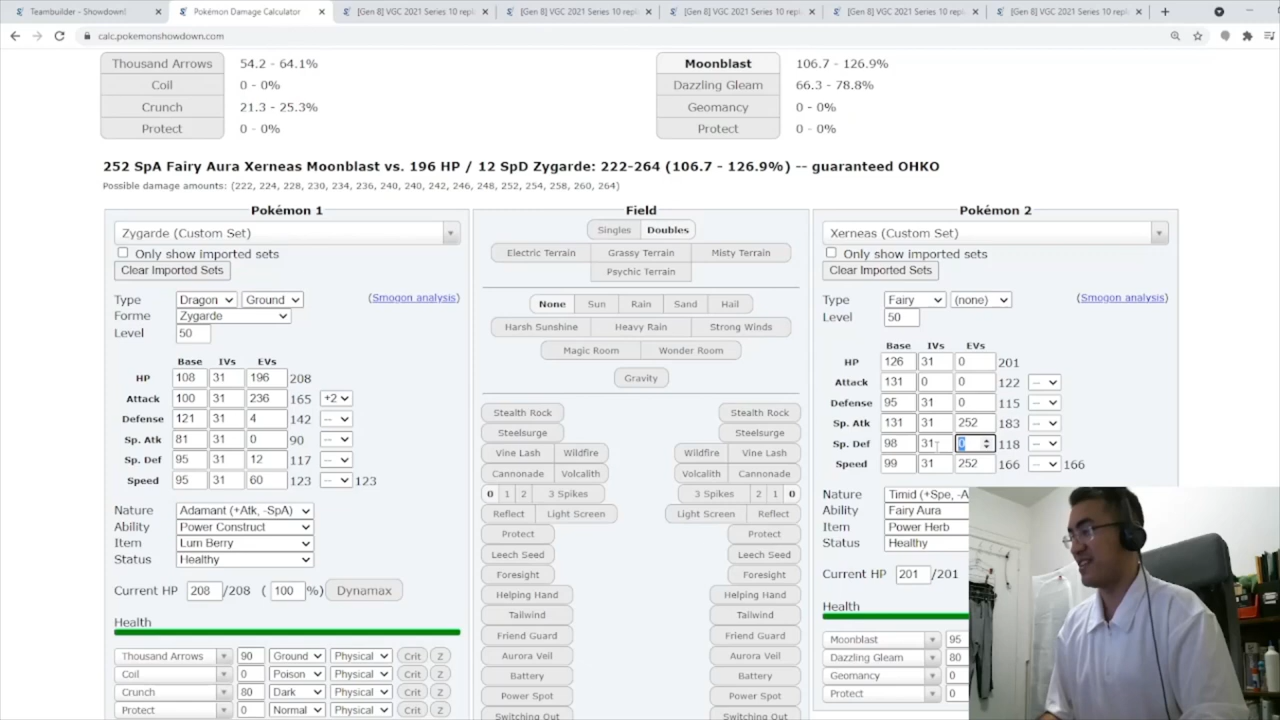 Teambuilder - Showdown!
Pokémon Damage Calculator
[Gen 8] VGC 2021 Series 10 repl
[Gen 8] VGC 2021 Series 10 repl
[Gen 8] VGC 2021 Series 10 repl
[Gen 8] VGC 2021 Series 10 repl
[Gen 8] VGC 2021 Series 10 repl
calc.pokemonshowdown.com
Thousand Arrows 54.2 - 64.1%
Coil 0 - 0%
Crunch 21.3 - 25.3%
Protect 0 - 0%
Moonblast 106.7 - 126.9%
Dazzling Gleam 66.3 - 78.8%
Geomancy 0 - 0%
Protect 0 - 0%
252 SpA Fairy Aura Xerneas Moonblast vs. 196 HP / 12 SpD Zygarde: 222-264 (106.7 - 126.9%) -- guaranteed OHKO
Possible damage amounts: (222, 224, 228, 230, 234, 236, 240, 240, 242, 246, 248, 252, 254, 258, 260, 264)
Pokémon 1
Zygarde (Custom Set)
Only show imported sets
Clear Imported Sets
Type Dragon Ground (Smogon analysis)
Forme Zygarde
Level 50
Base IVs EVs
HP 108 31 196 208
Attack 100 31 236 165 +2
Defense 121 31 4 142 --
Sp. Atk 81 31 0 90 --
Sp. Def 95 31 12 117 --
Speed 95 31 60 123 -- 123
Nature Adamant (+Atk, -SpA)
Ability Power Construct
Item Lum Berry
Status Healthy
Current HP 208 /208 ( 100 %) Dynamax
Health
Thousand Arrows 90 Ground Physical Crit Z
Coil 0 Poison Physical Crit Z
Crunch 80 Dark Physical Crit Z
Protect 0 Normal Physical Crit Z
Field
Singles Doubles
Electric Terrain Grassy Terrain Misty Terrain
Psychic Terrain
None Sun Rain Sand Hail
Harsh Sunshine Heavy Rain Strong Winds
Magic Room Wonder Room
Gravity
Stealth Rock Stealth Rock
Steelsurge Steelsurge
Vine Lash Wildfire Wildfire Vine Lash
Cannonade Volcalith Volcalith Cannonade
0 1 2 3 Spikes 3 Spikes 2 1 0
Reflect Light Screen Light Screen Reflect
Protect Protect
Leech Seed Leech Seed
Foresight Foresight
Helping Hand Helping Hand
Tailwind Tailwind
Friend Guard Friend Guard
Aurora Veil Aurora Veil
Battery Battery
Power Spot Power Spot
Switching Out Switching Out
Pokémon 2
Xerneas (Custom Set)
Only show imported sets
Clear Imported Sets
Type Fairy (none) (Smogon analysis)
Level 50
Base IVs EVs
HP 126 31 0 201
Attack 131 0 0 122 --
Defense 95 31 0 115 --
Sp. Atk 131 31 252 183 --
Sp. Def 98 31 0 118 --
Speed 99 31 252 166 -- 166
Nature Timid (+Spe, -A
Ability Fairy Aura
Item Power Herb
Status Healthy
Current HP 201 /201
Health
Moonblast 95
Dazzling Gleam 80
Geomancy 0
Protect 0